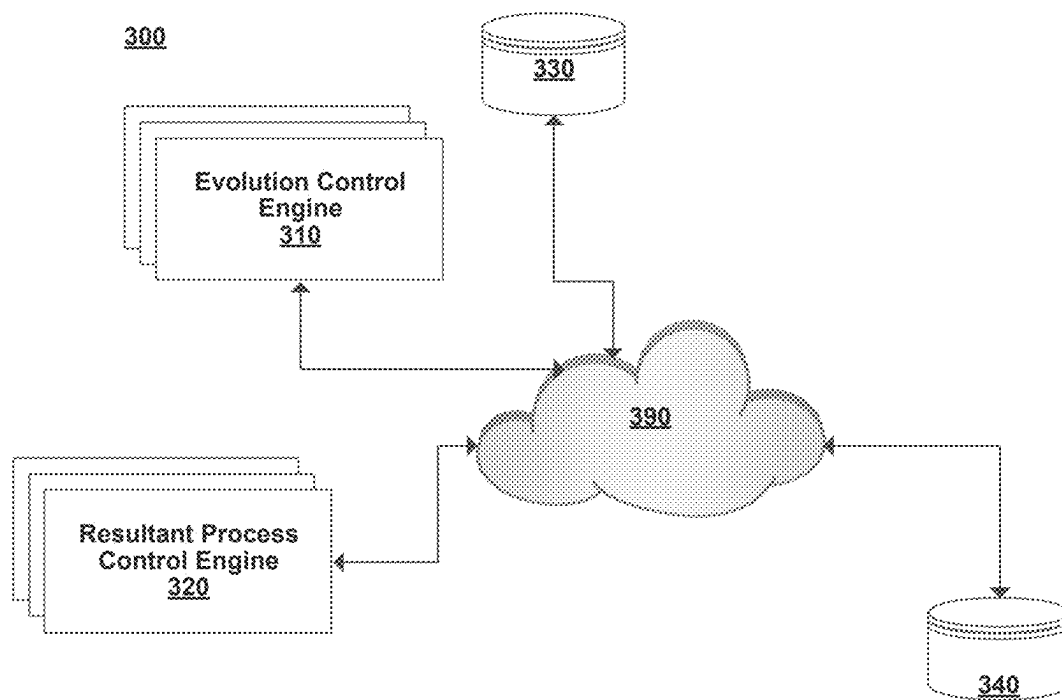 300
330
Evolution Control
Engine
310
390
Resultant Process
Control Engine
320
340